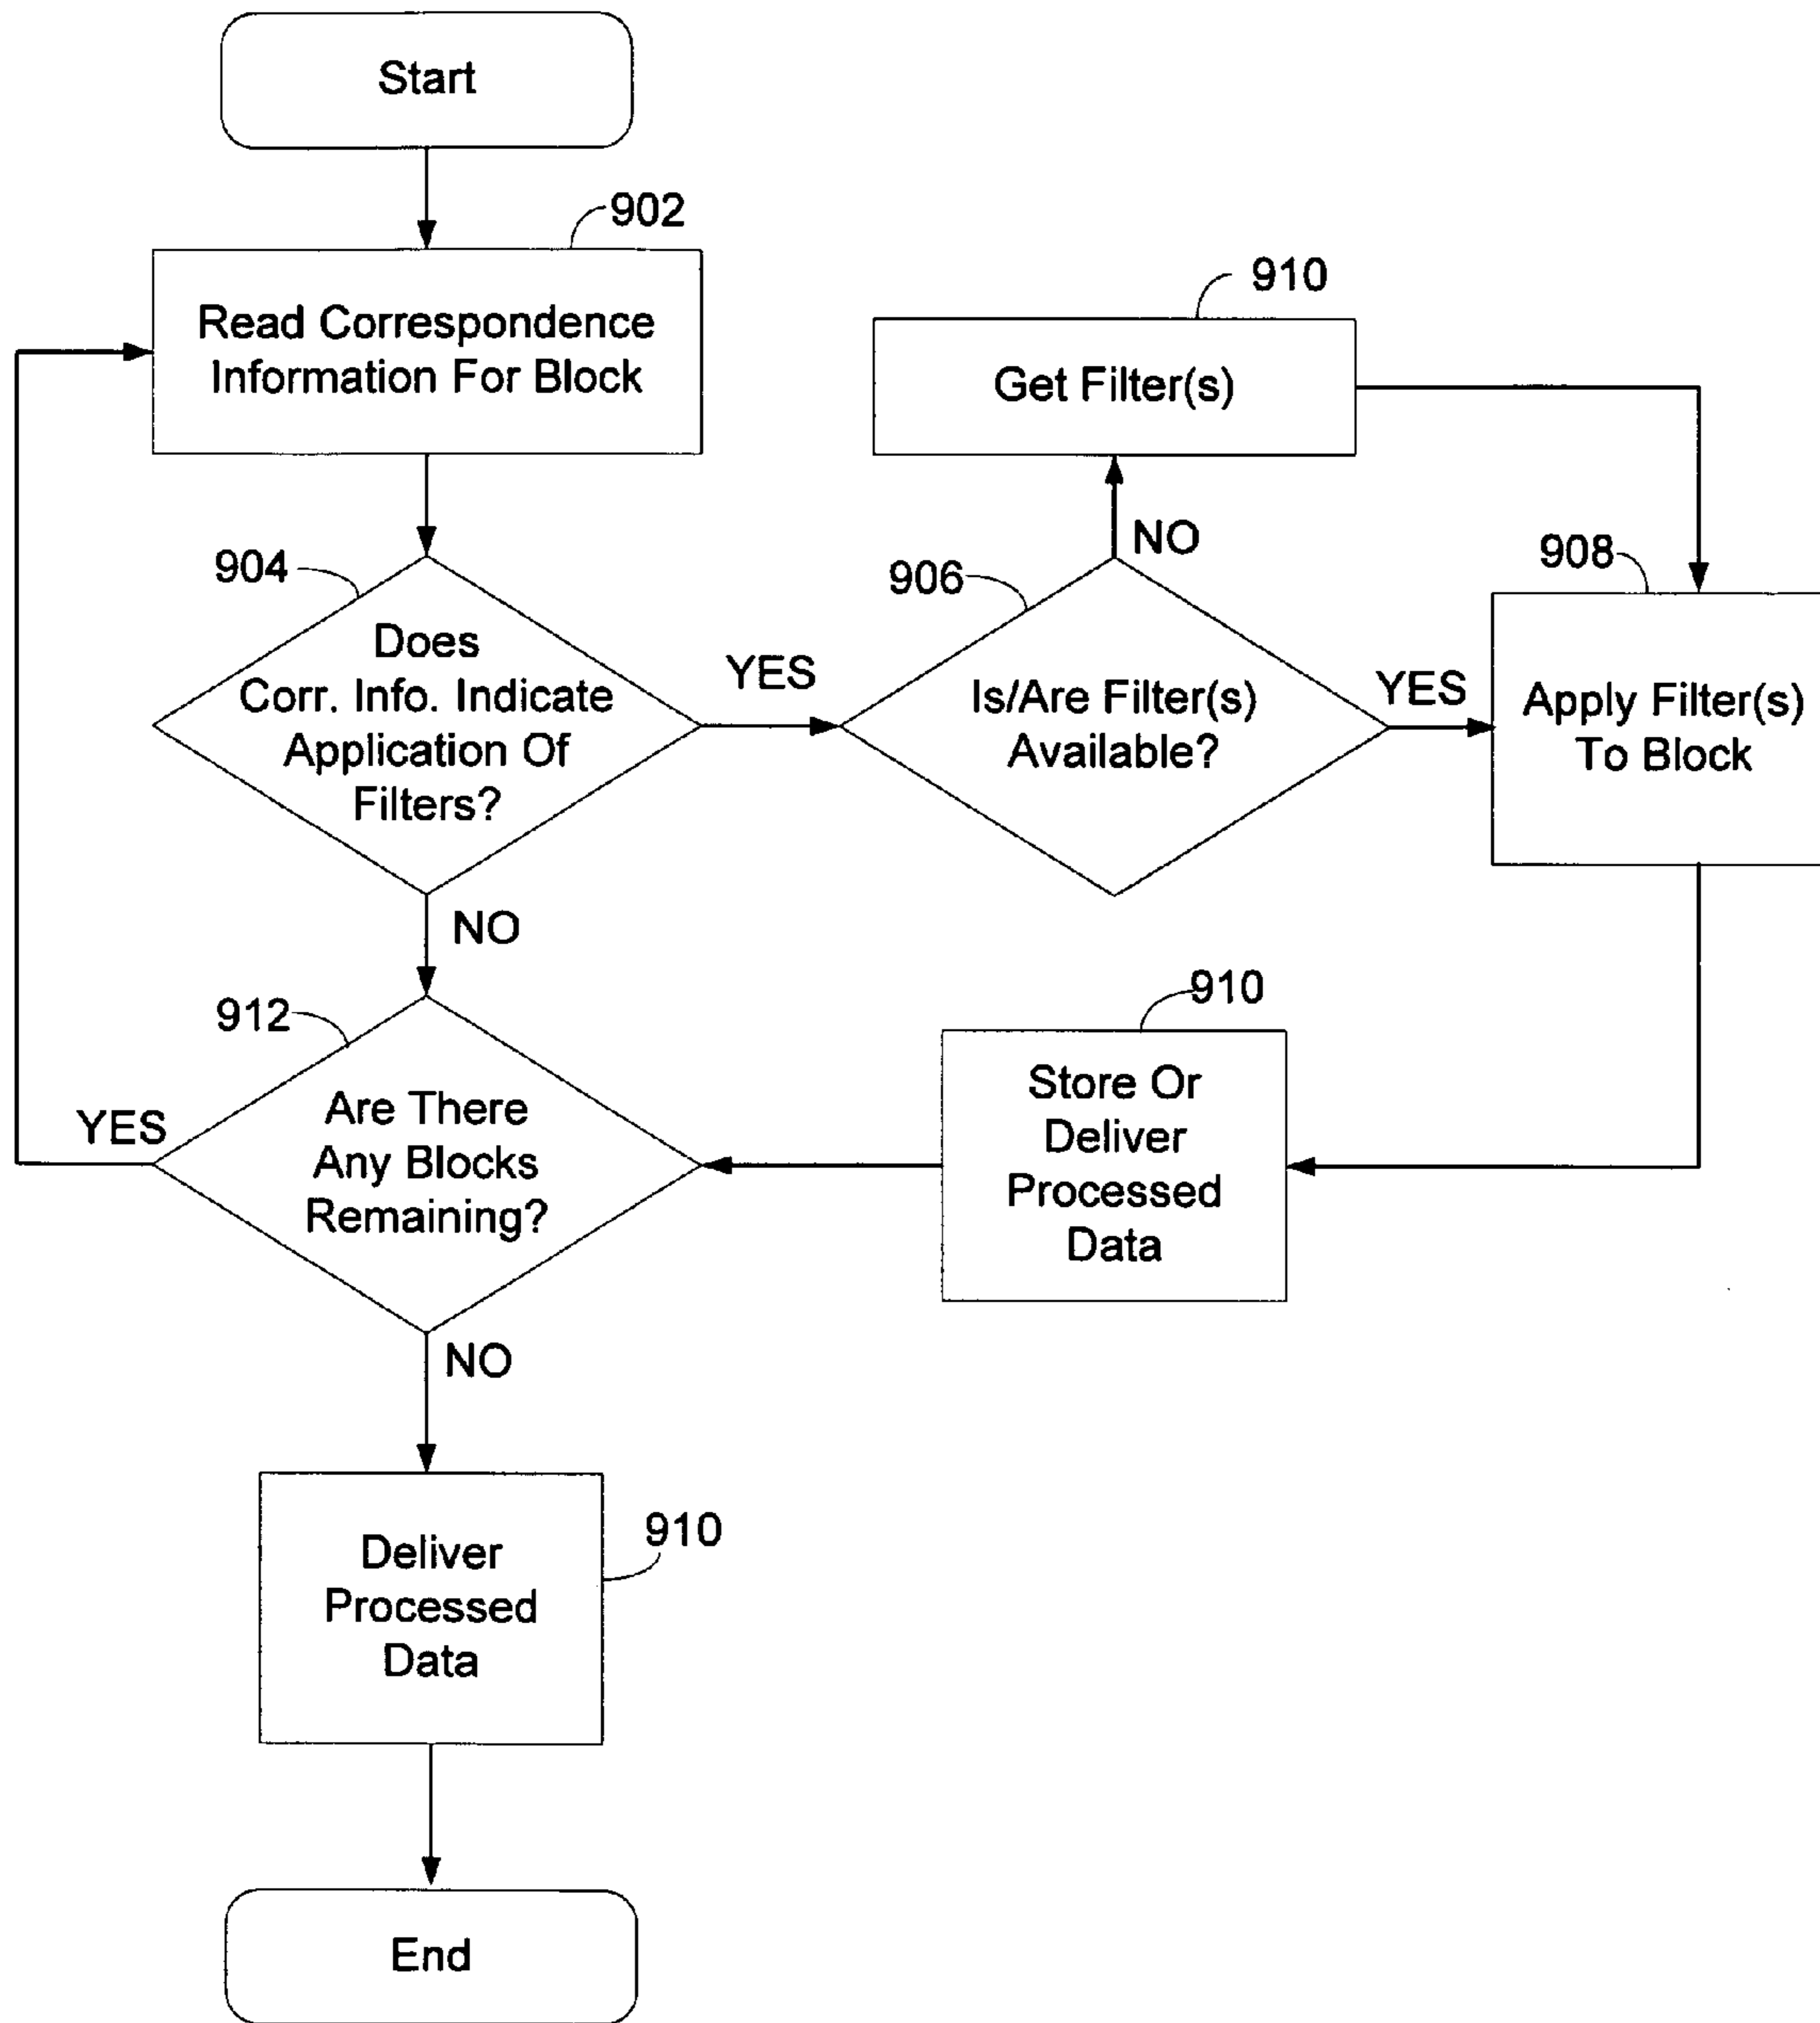 Start
902
Read Correspondence
Information For Block
910
Get Filter(s)
904
Does
Corr. Info. Indicate
Application Of
Filters?
YES
NO
906
Is/Are Filter(s)
Available?
NO
YES
908
Apply Filter(s)
To Block
912
Are There
Any Blocks
Remaining?
YES
NO
910
Store Or
Deliver
Processed
Data
910
Deliver
Processed
Data
End